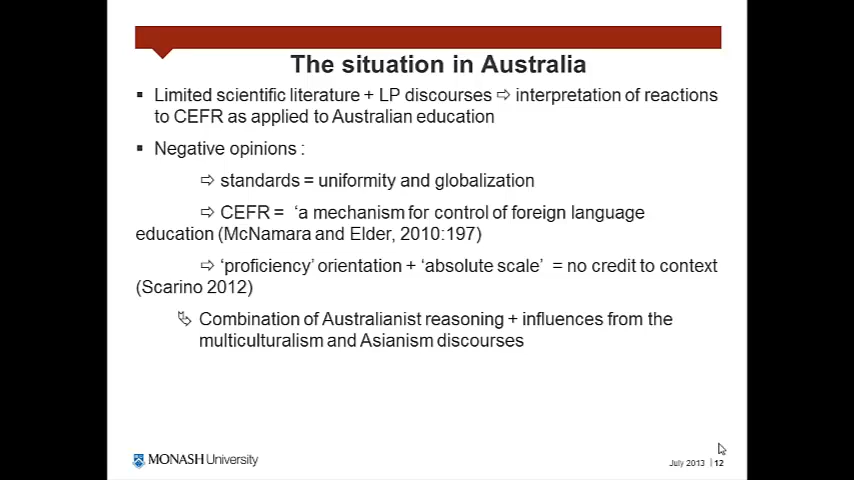 The situation in Australia
▪ Limited scientific literature + LP discourses ⇨ interpretation of reactions
to CEFR as applied to Australian education
▪ Negative opinions :
⇨ standards = uniformity and globalization
⇨ CEFR = ‘a mechanism for control of foreign language
education (McNamara and Elder, 2010:197)
⇨ ‘proficiency’ orientation + ‘absolute scale’ = no credit to context
(Scarino 2012)
Combination of Australianist reasoning + influences from the
multiculturalism and Asianism discourses
MONASH University
July 2013 | 12